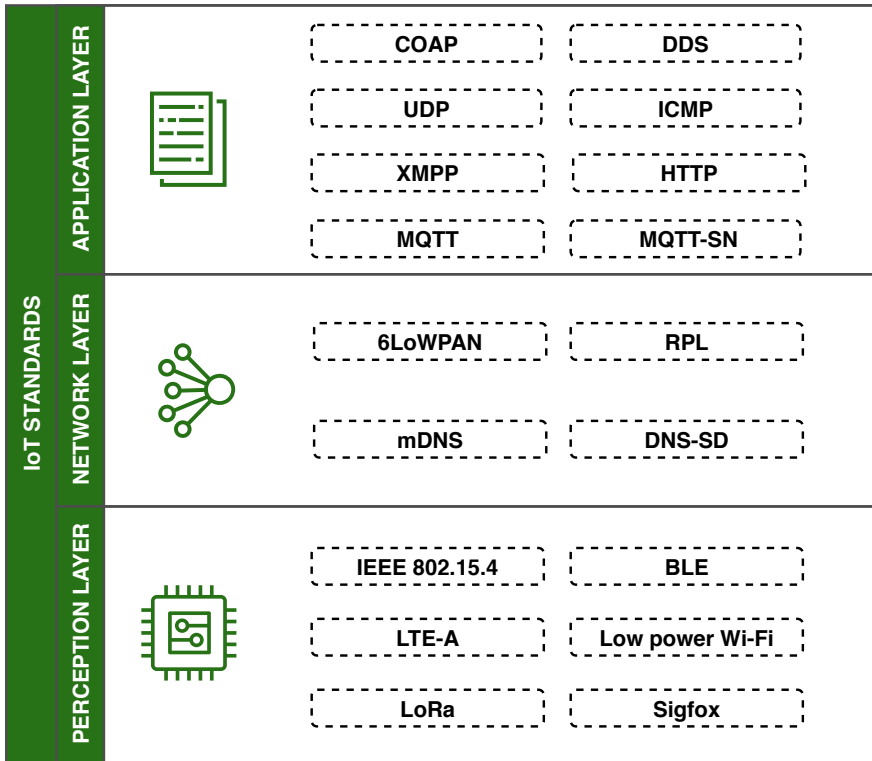 IoT STANDARDS
APPLICATION LAYER
COAP
DDS
UDP
ICMP
XMPP
HTTP
MQTT
MQTT-SN
NETWORK LAYER
6LoWPAN
RPL
mDNS
DNS-SD
PERCEPTION LAYER
IEEE 802.15.4
BLE
LTE-A
Low power Wi-Fi
LoRa
Sigfox